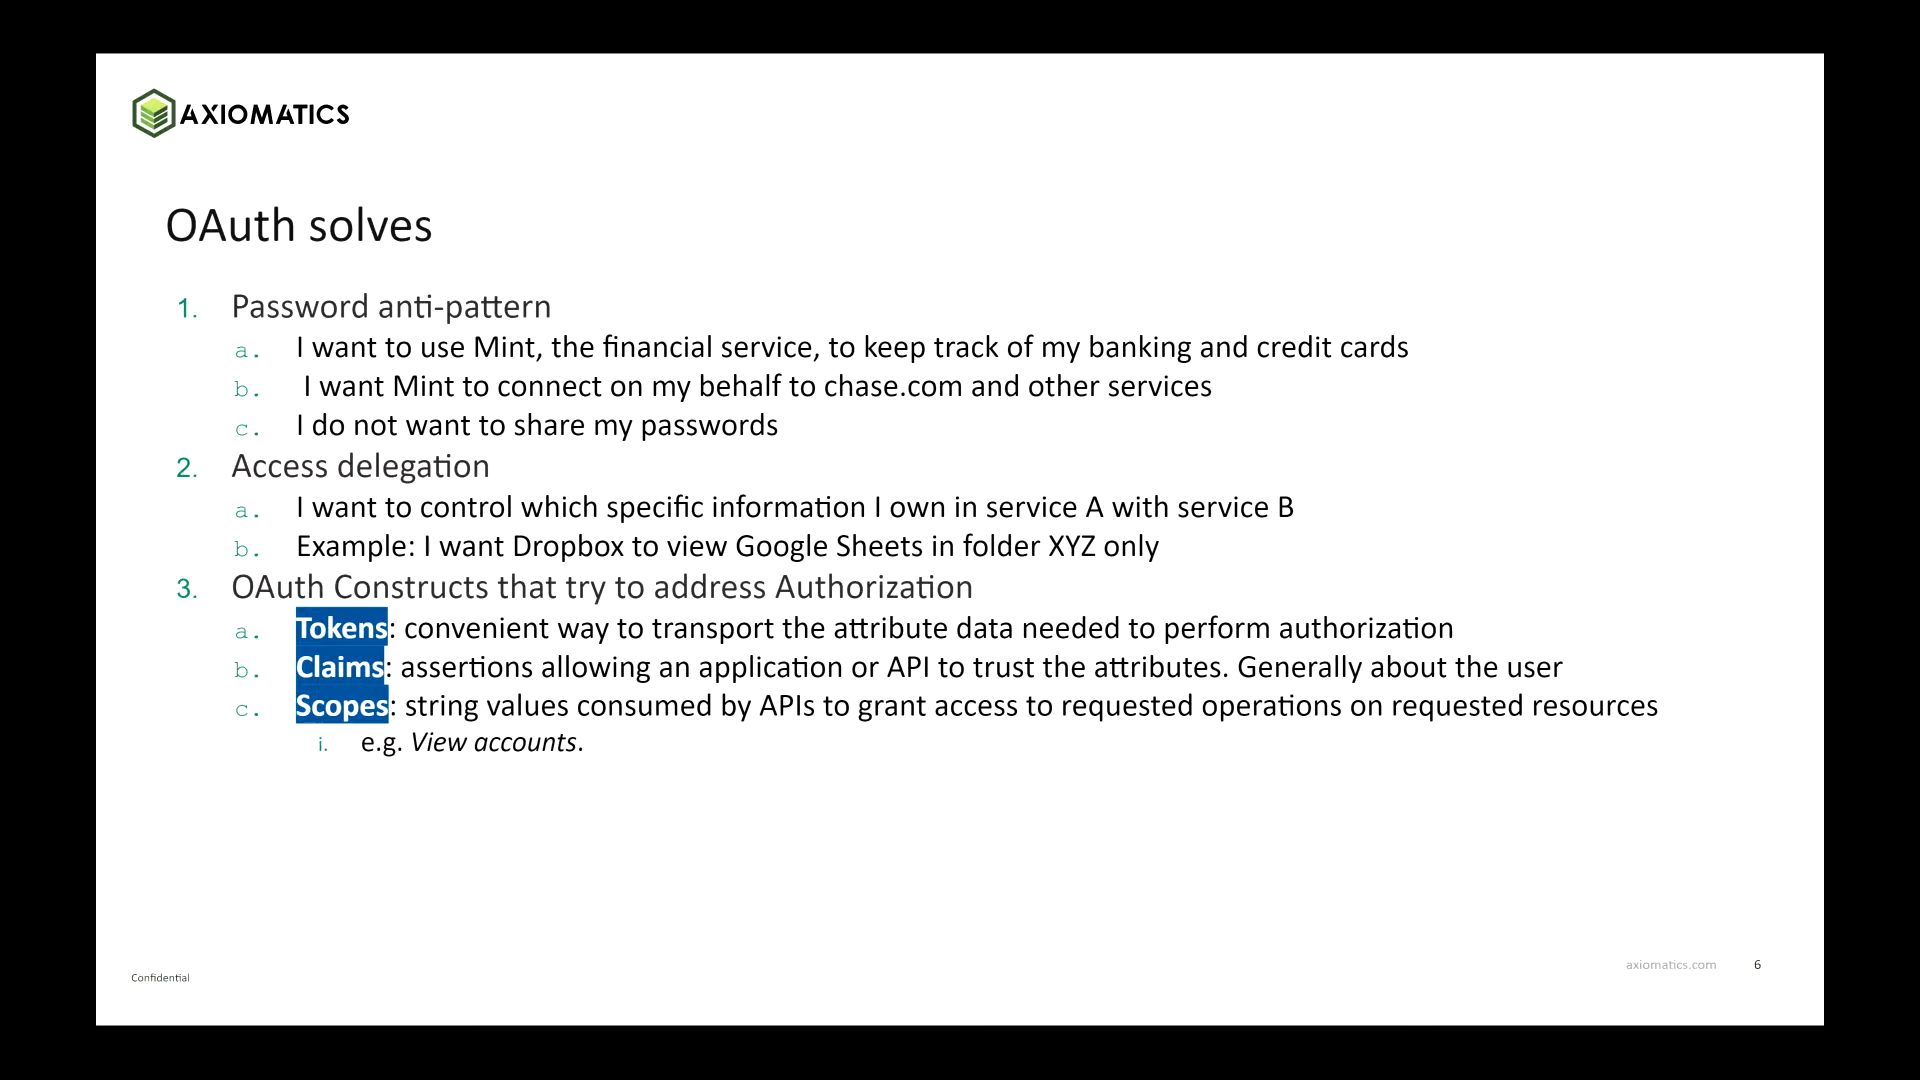 AXIOMATICS
OAuth solves
1. Password anti-pattern
a. I want to use Mint, the financial service, to keep track of my banking and credit cards
b. I want Mint to connect on my behalf to chase.com and other services
c. I do not want to share my passwords
2. Access delegation
a. I want to control which specific information I own in service A with service B
b. Example: I want Dropbox to view Google Sheets in folder XYZ only
3. OAuth Constructs that try to address Authorization
a. Tokens: convenient way to transport the attribute data needed to perform authorization
b. Claims: assertions allowing an application or API to trust the attributes. Generally about the user
c. Scopes: string values consumed by APIs to grant access to requested operations on requested resources
i. e.g. View accounts.
Confidential
axiomatics.com 6